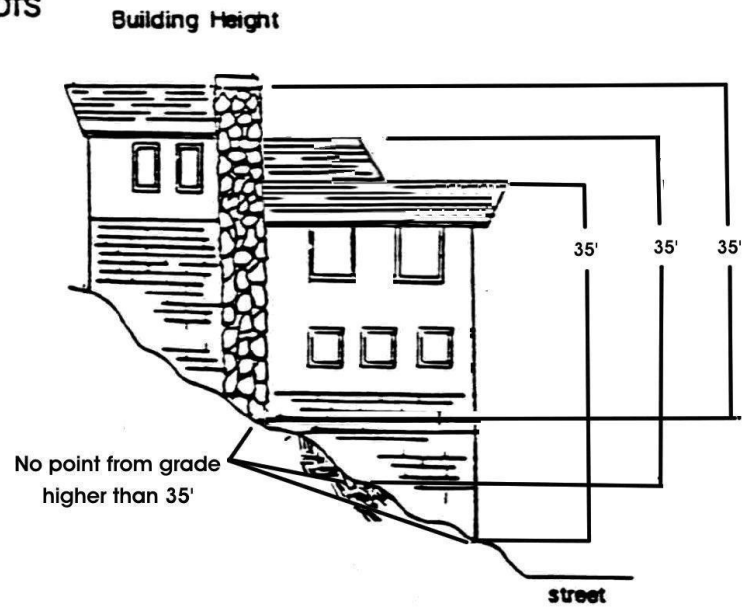 Building Height
35'
35'
35'
No point from grade
higher than 35'
street